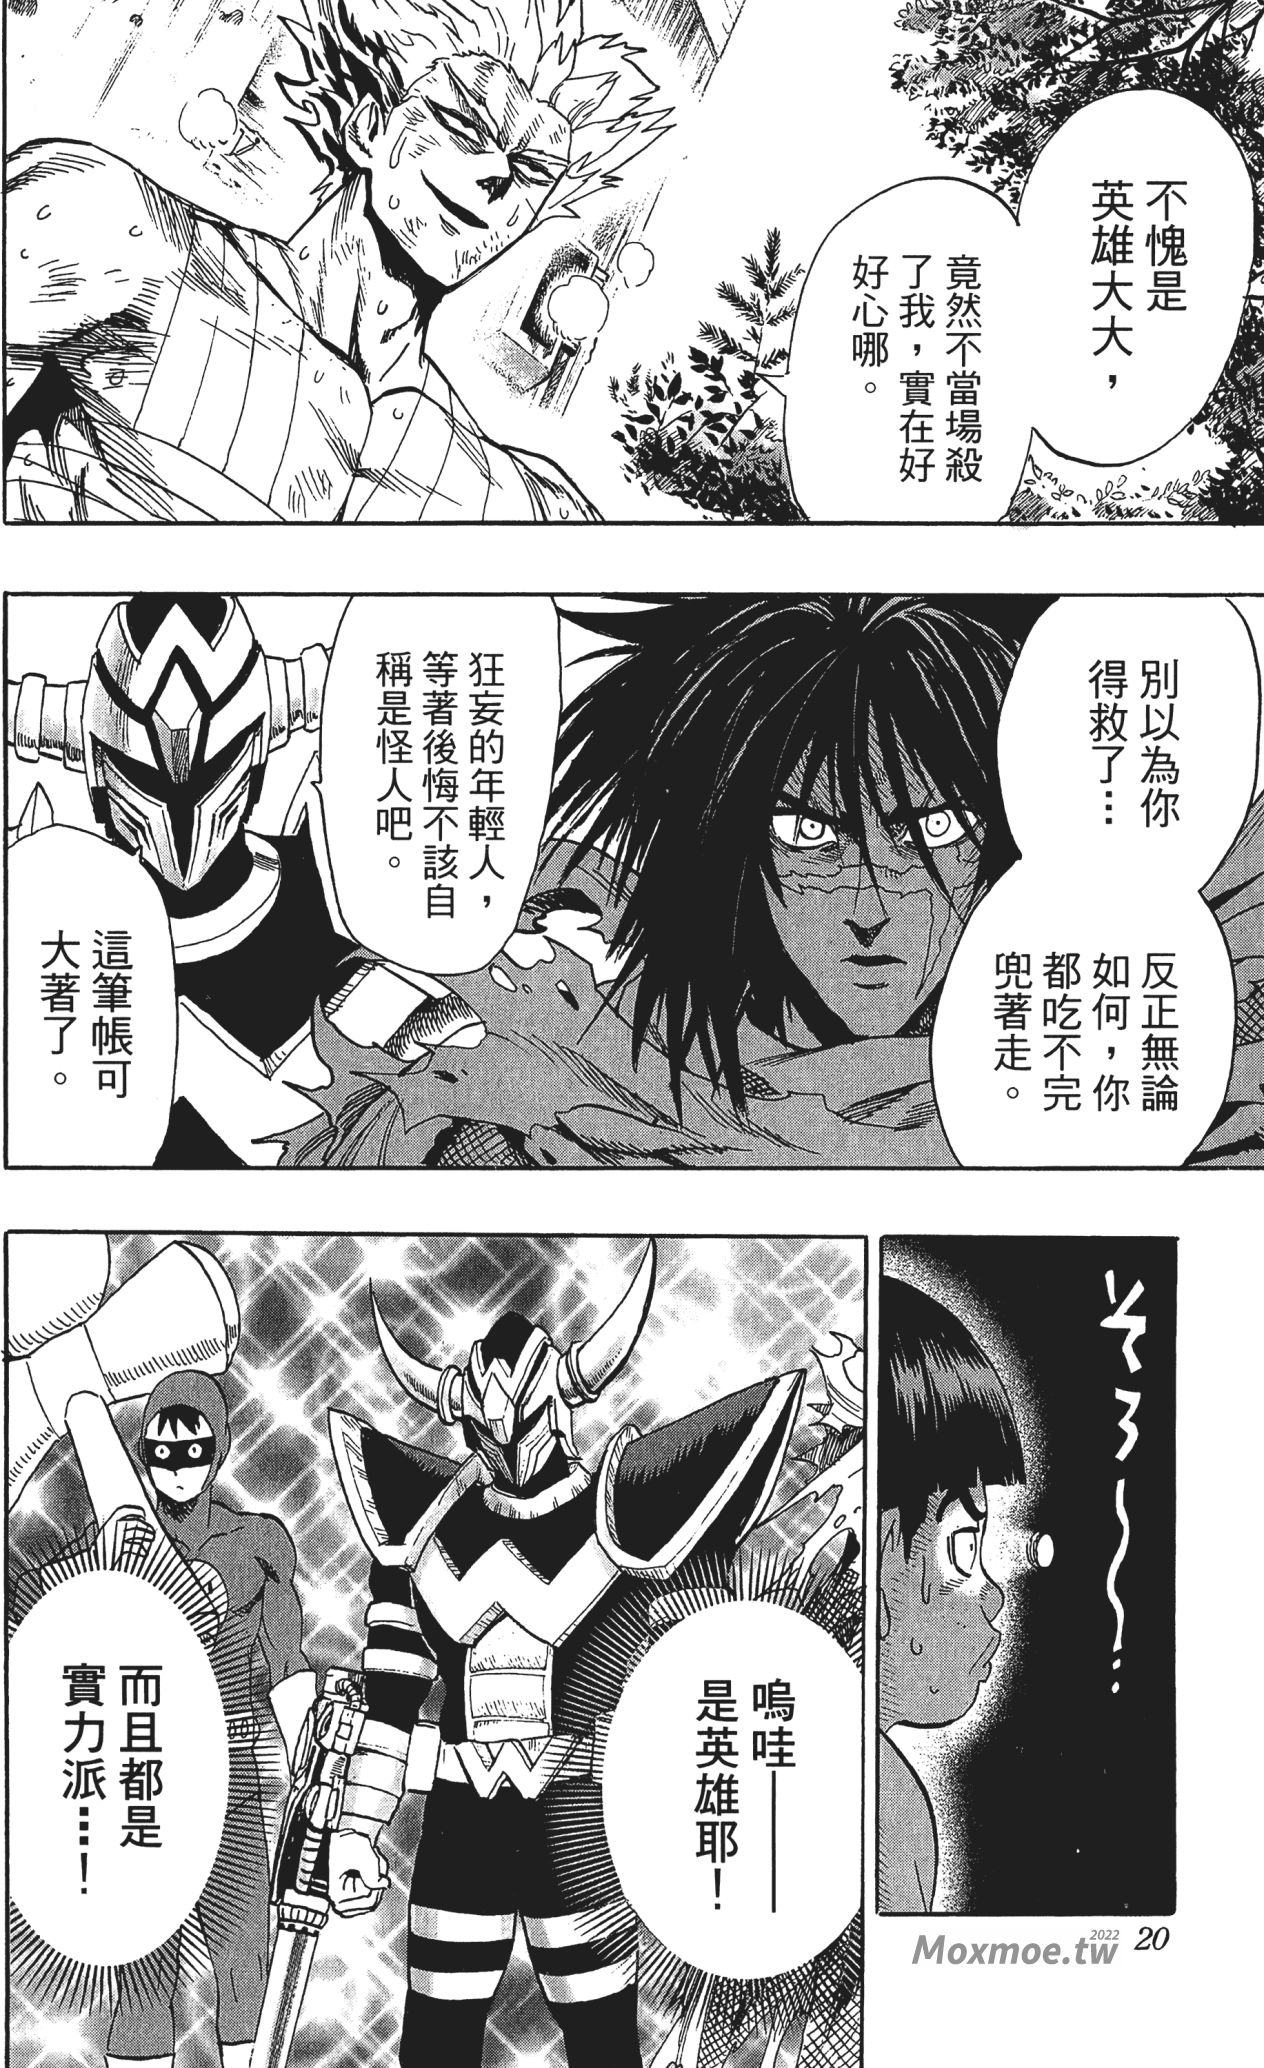 不愧是
英雄大大，
竟然不當場殺
了我，實在好
好心哪。
別以為你
得救了…
反正無論
如何，你
都吃不完
兜著走。
狂妄的年輕人，
等著後悔不該自
稱是怪人吧。
這筆帳可
大著了。
そろ～…
嗚哇——
是英雄耶！
而且都是
實力派…！
2022
Moxmoe.tw
20